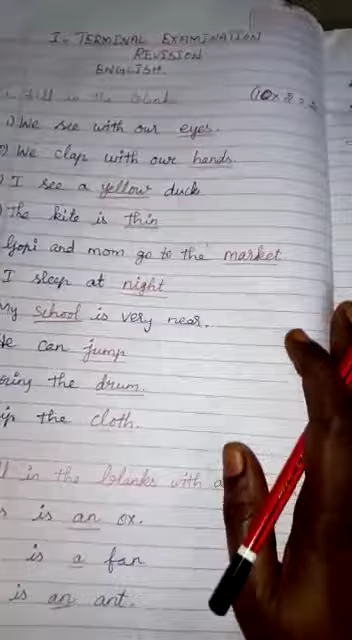 I - TERMINAL EXAMINATION
REVISION
ENGLISH.
Fill in the blank
i) We see with our eyes.
) We clap with our hands.
) I see a yellow duck
) The kite is thin
Gopi and mom go to the market
I sleep at night
My school is very near.
We can jump
the drum.
the cloth.
in the blanks with a
is an ox.
is a fan
is an ant.